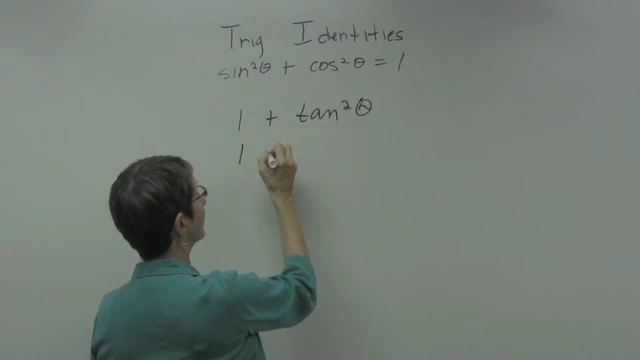 Trig Identities
sin²θ + cos²θ = 1
1 + tan²θ
1